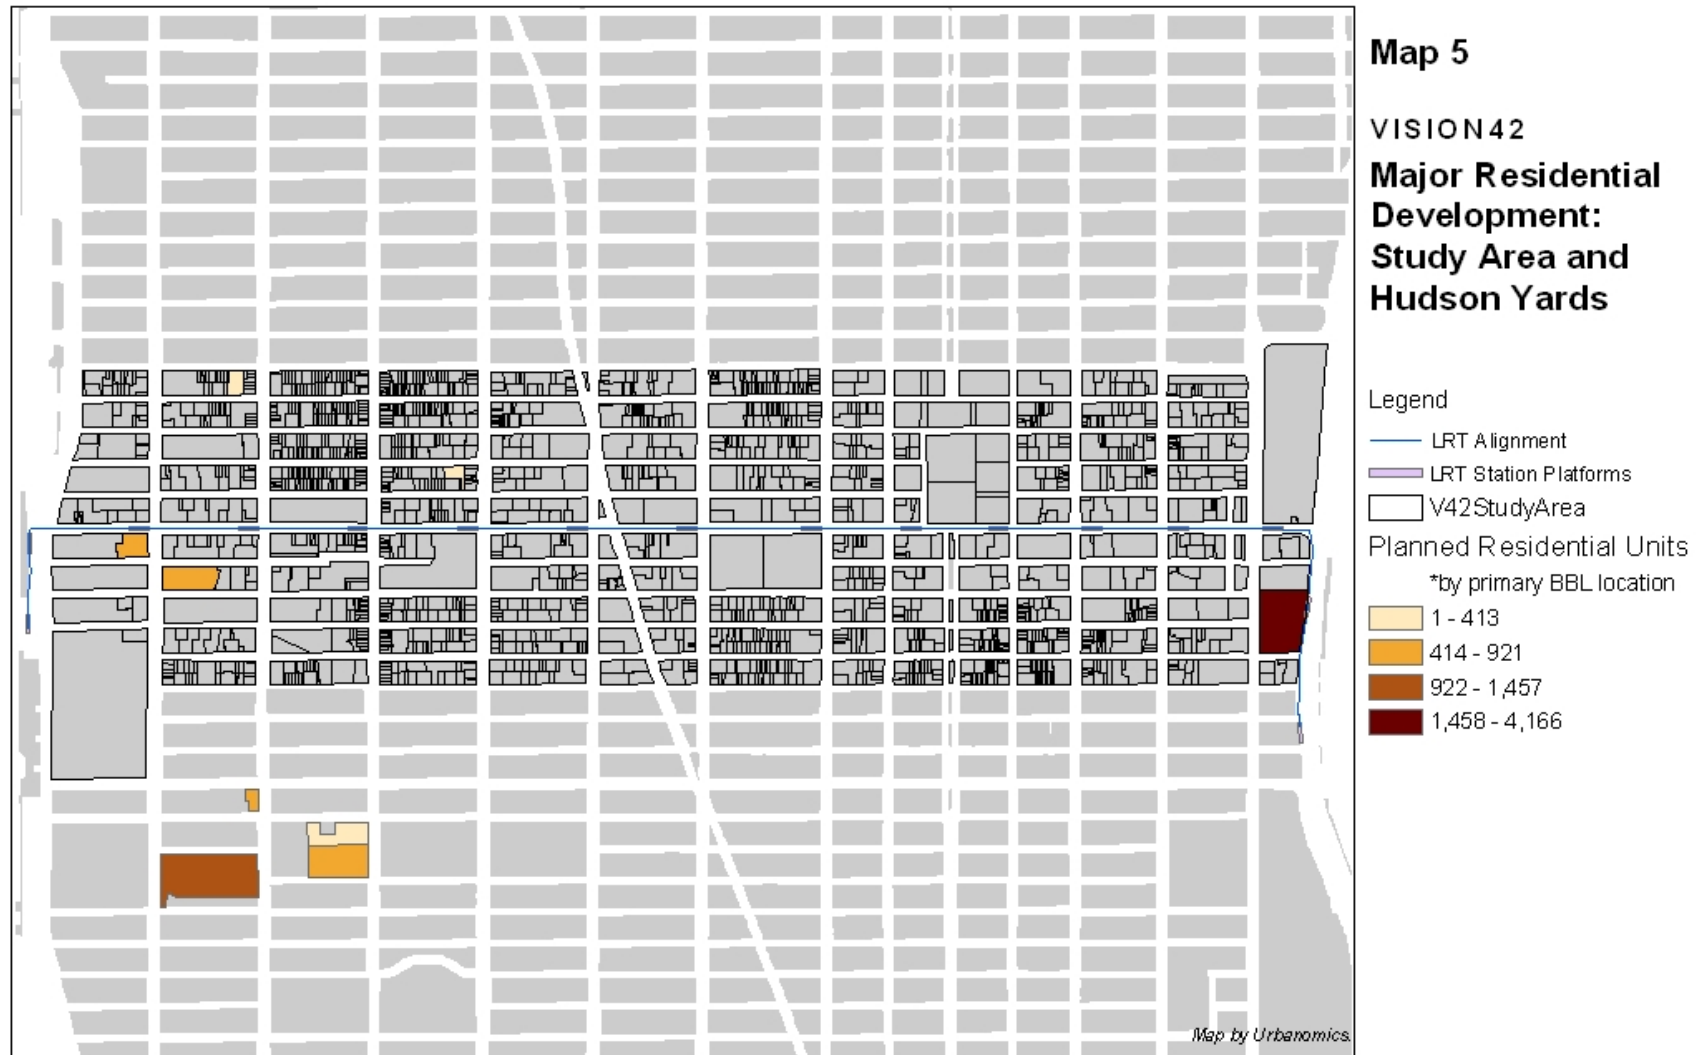 Map 5
VISION42
Major Residential
Development:
Study Area and
Hudson Yards
Legend
LRT Alignment
LRT Station Platforms
V42StudyArea
Planned Residential Units
*by primary BBL location
1 - 413
414 - 921
922 - 1,457
1,458 - 4,166
Map by Urbanomics.